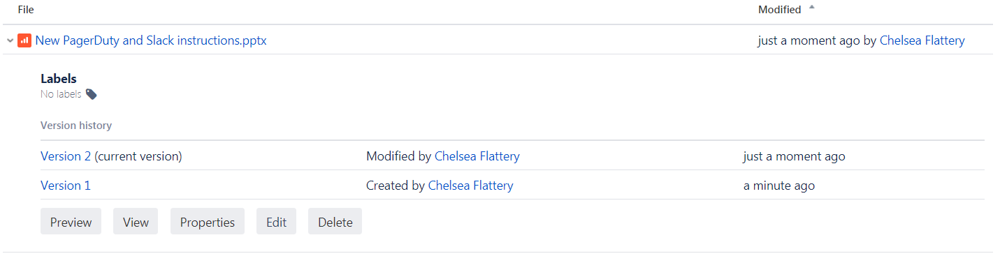 File Modified
New PagerDuty and Slack instructions.pptx just a moment ago by Chelsea Flattery
Labels
No labels
Version history
Version 2 (current version) Modified by Chelsea Flattery just a moment ago
Version 1 Created by Chelsea Flattery a minute ago
Preview View Properties Edit Delete